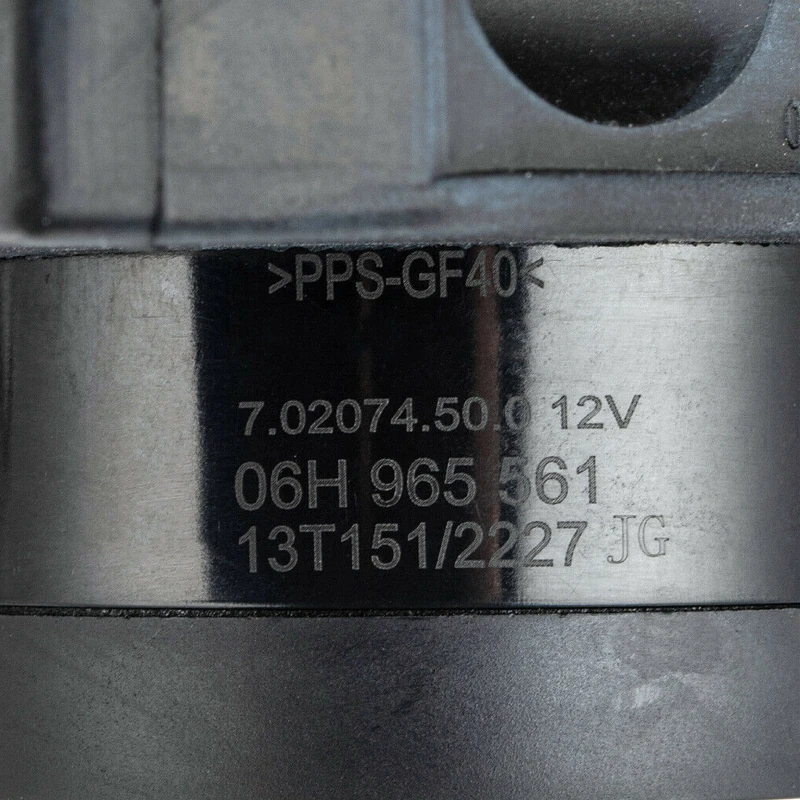 >PPS-GF40<
7.02074.50.0 12V
06H 965 561
13T151/2227 JG